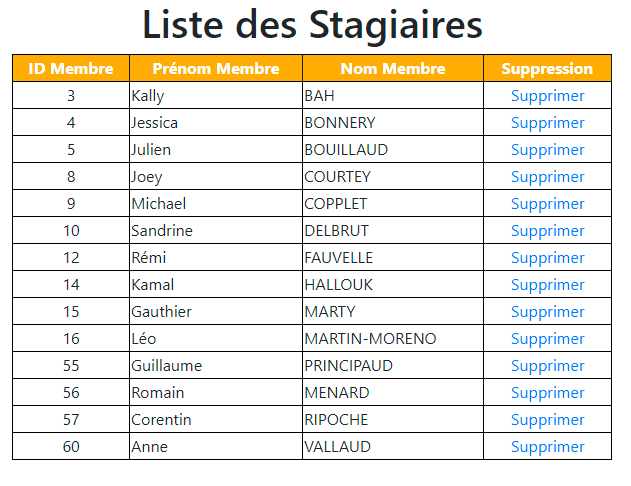 Liste des Stagiaires
ID Membre Prénom Membre Nom Membre Suppression
3 Kally BAH Supprimer
4 Jessica BONNERY Supprimer
5 Julien BOUILLAUD Supprimer
8 Joey COURTEY Supprimer
9 Michael COPPLET Supprimer
10 Sandrine DELBRUT Supprimer
12 Rémi FAUVELLE Supprimer
14 Kamal HALLOUK Supprimer
15 Gauthier MARTY Supprimer
16 Léo MARTIN-MORENO Supprimer
55 Guillaume PRINCIPAUD Supprimer
56 Romain MENARD Supprimer
57 Corentin RIPOCHE Supprimer
60 Anne VALLAUD Supprimer